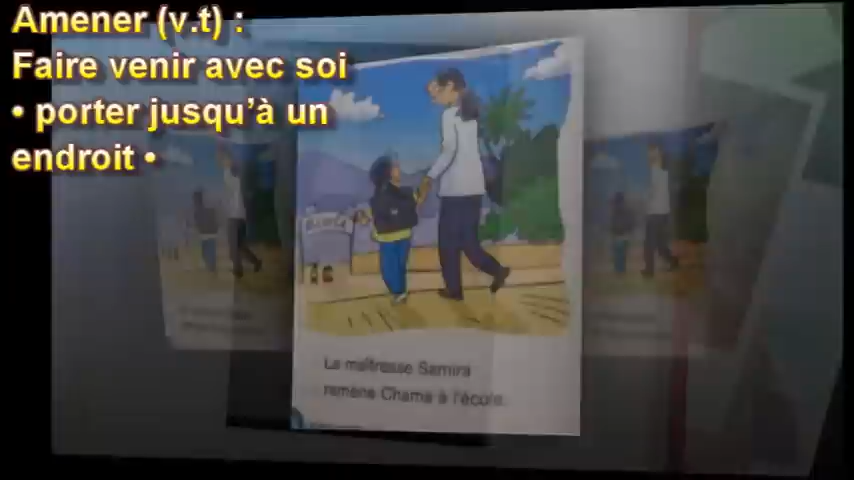 Amener (v.t) :
Faire venir avec soi
• porter jusqu’à un
endroit •
La maîtresse Samira
ramène Chama à l'école.